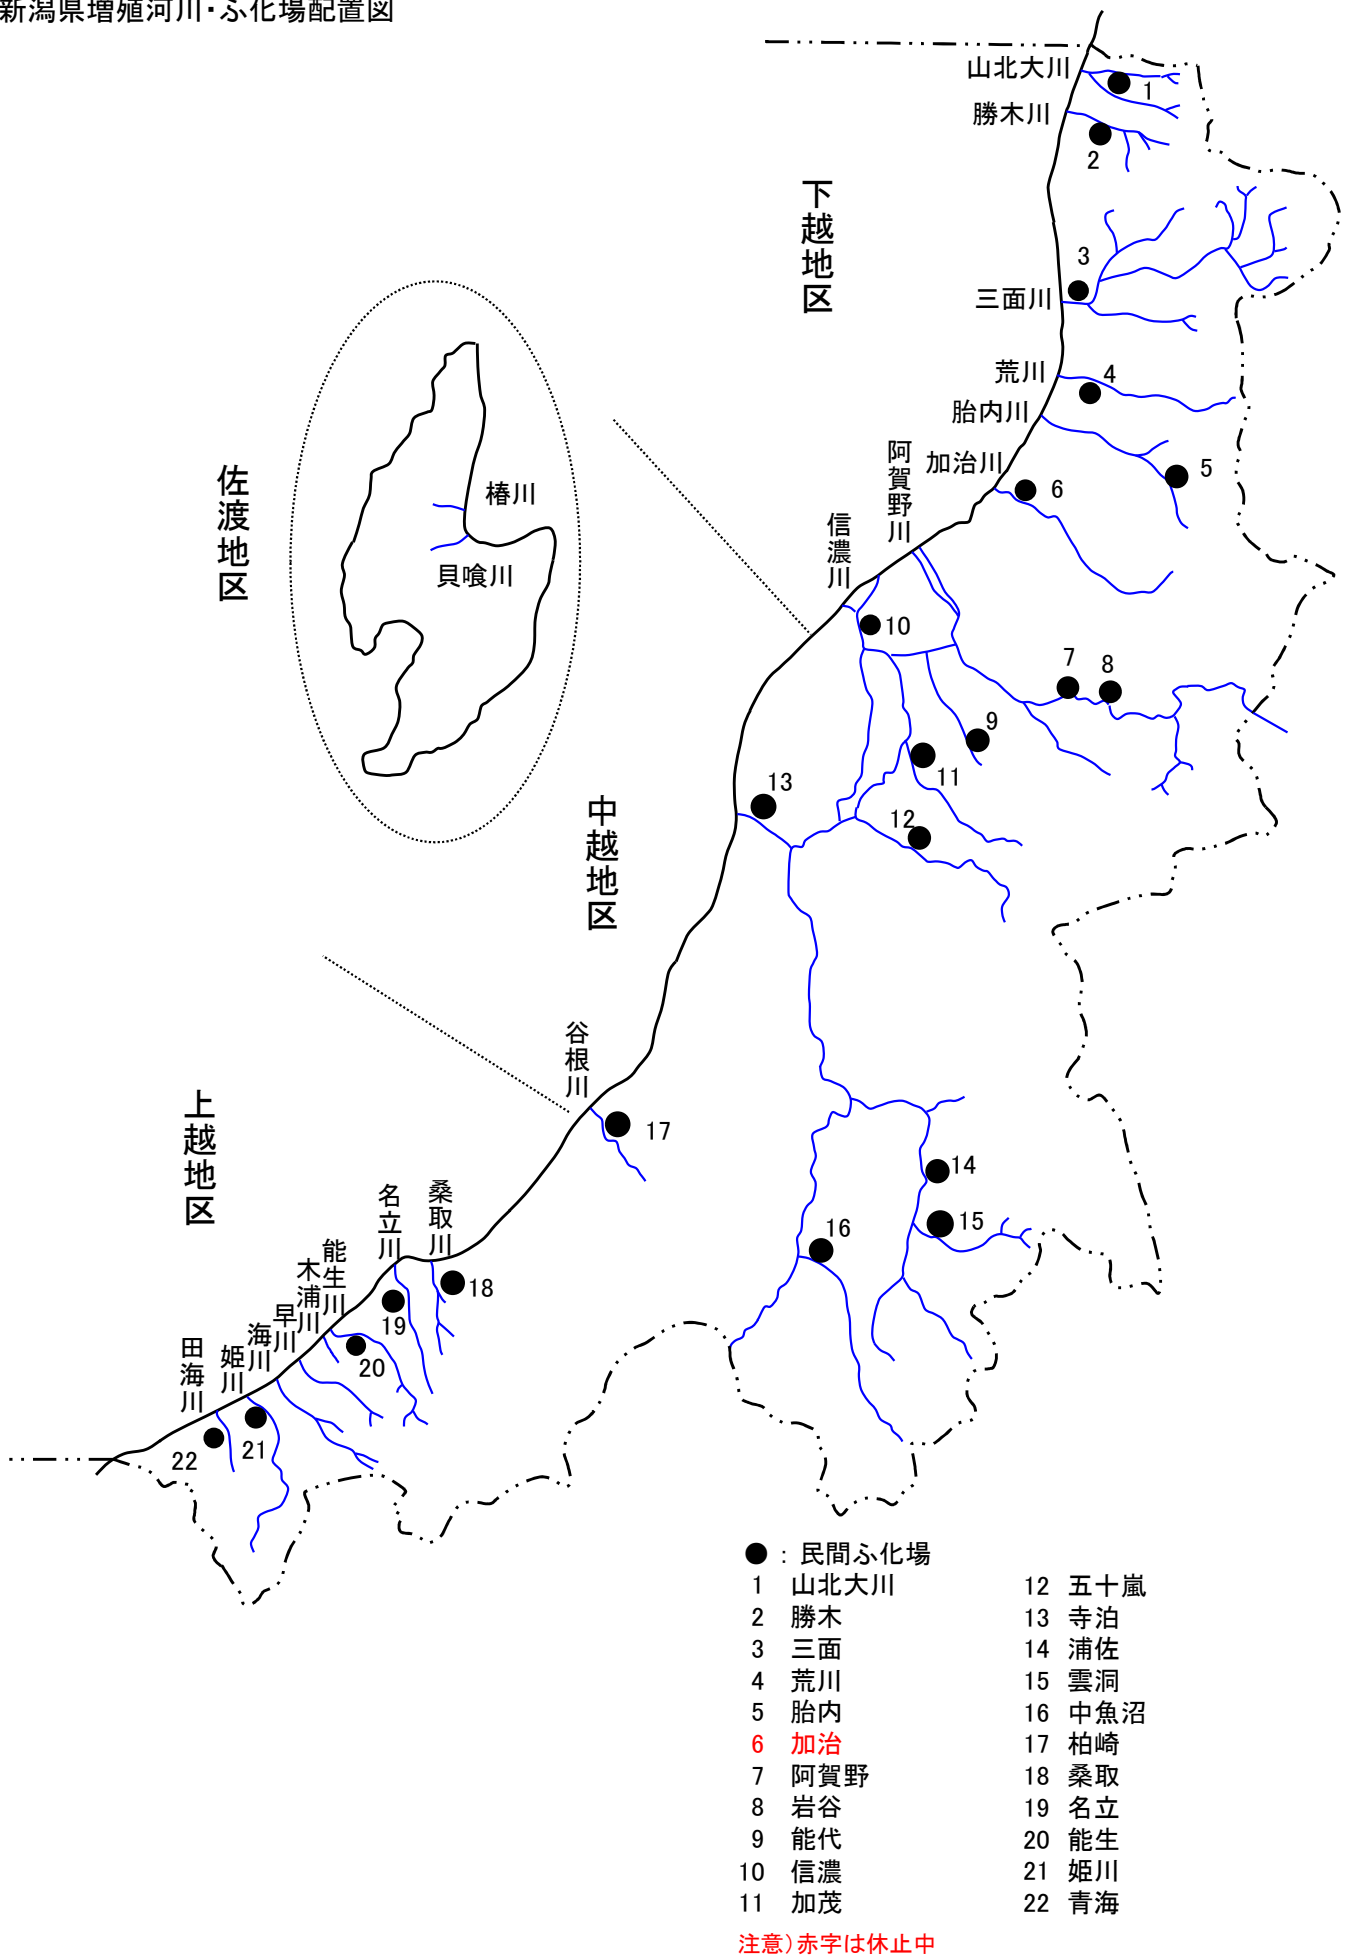 新潟県増殖河川・ふ化場配置図
山北大川
1
勝木川
2
下越地区
3
三面川
荒川
4
胎内川
阿賀野川
加治川
5
6
佐渡地区
椿川
貝喰川
信濃川
10
7
8
9
11
13
12
中越地区
谷根川
17
上越地区
14
15
16
桑取川
名立川
能生川
木浦川
早川
海川
姫川
田海川
18
19
20
21
22
● : 民間ふ化場
1 山北大川
2 勝木
3 三面
4 荒川
5 胎内
6 加治
7 阿賀野
8 岩谷
9 能代
10 信濃
11 加茂
12 五十嵐
13 寺泊
14 浦佐
15 雲洞
16 中魚沼
17 柏崎
18 桑取
19 名立
20 能生
21 姫川
22 青海
注意)赤字は休止中